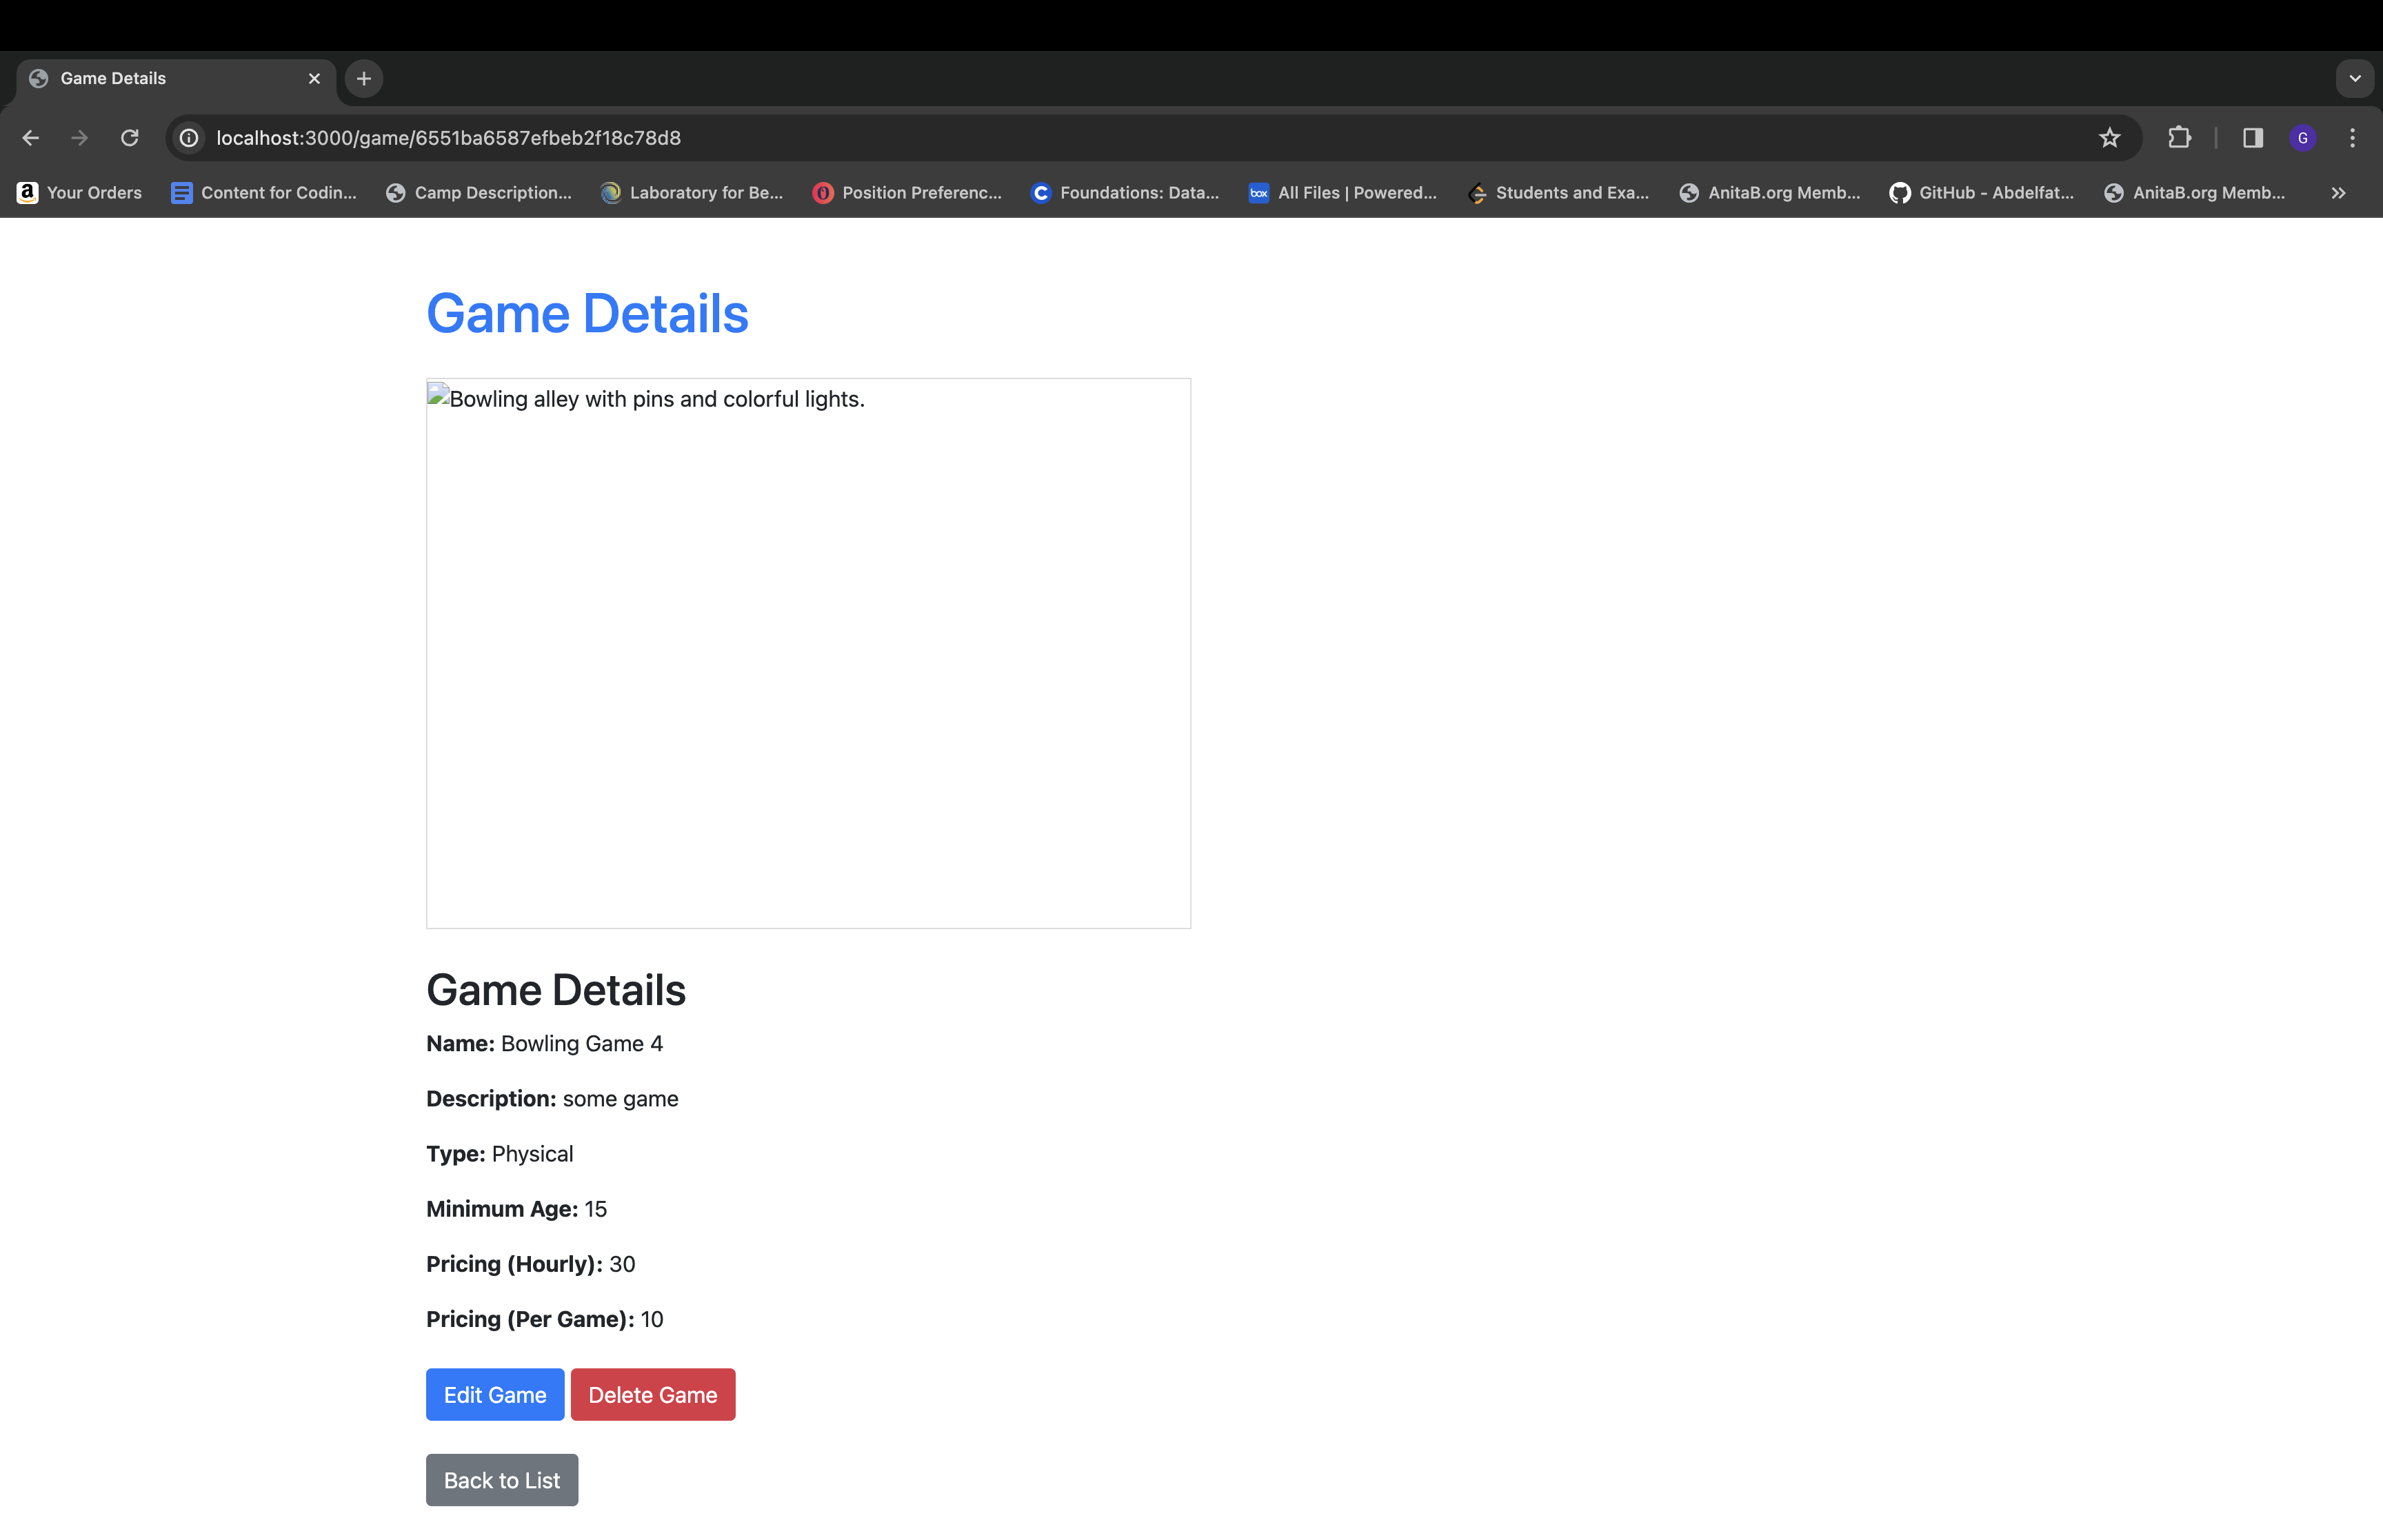 Game Details
localhost:3000/game/6551ba6587efbeb2f18c78d8
G
Your Orders Content for Codin... Camp Description... Laboratory for Be... Position Preferenc... Foundations: Data... box All Files | Powered... Students and Exa... AnitaB.org Memb... GitHub - Abdelfat... AnitaB.org Memb...
Game Details
Bowling alley with pins and colorful lights.
Game Details
Name: Bowling Game 4
Description: some game
Type: Physical
Minimum Age: 15
Pricing (Hourly): 30
Pricing (Per Game): 10
Edit Game Delete Game
Back to List